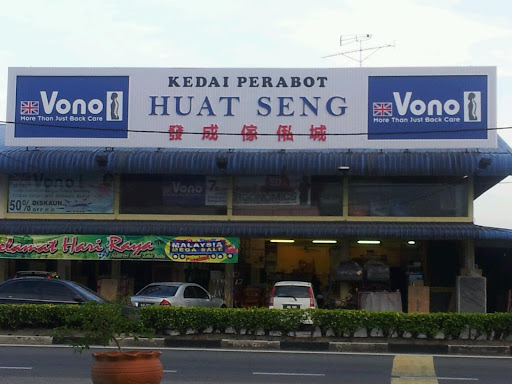 KEDAI PERABOT
HUAT SENG
發成傢俬城
Vono
More Than Just Back Care
Vono
More Than Just Back Care
Vono
50% DISKAUN
Vono
Selamat Hari Raya
MALAYSIA
MEGA SALE